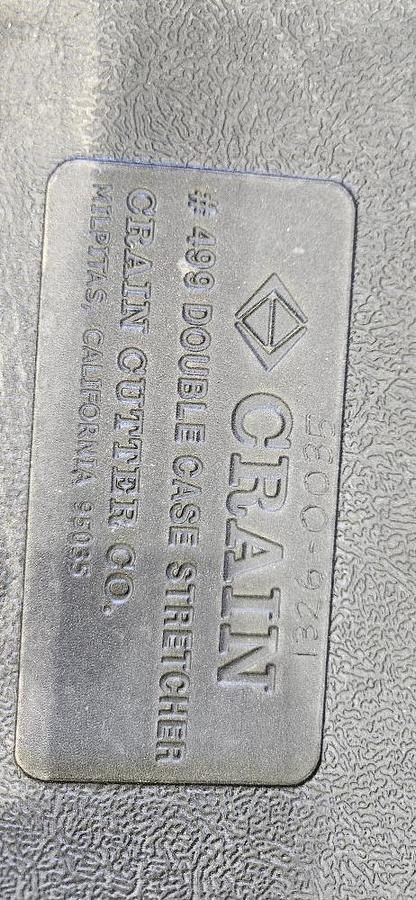 1326-0035
CRAIN
# 499 DOUBLE CASE STRETCHER
CRAIN CUTTER CO.
MILPITAS, CALIFORNIA 95035